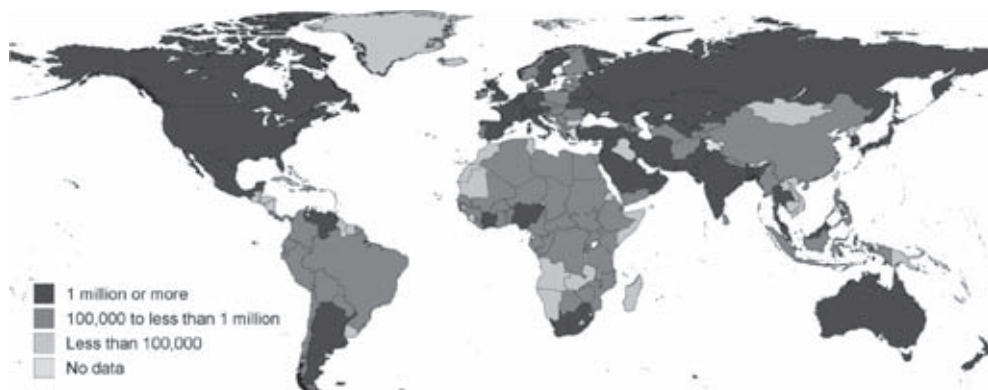 1 million or more
100,000 to less than 1 million
Less than 100,000
No data